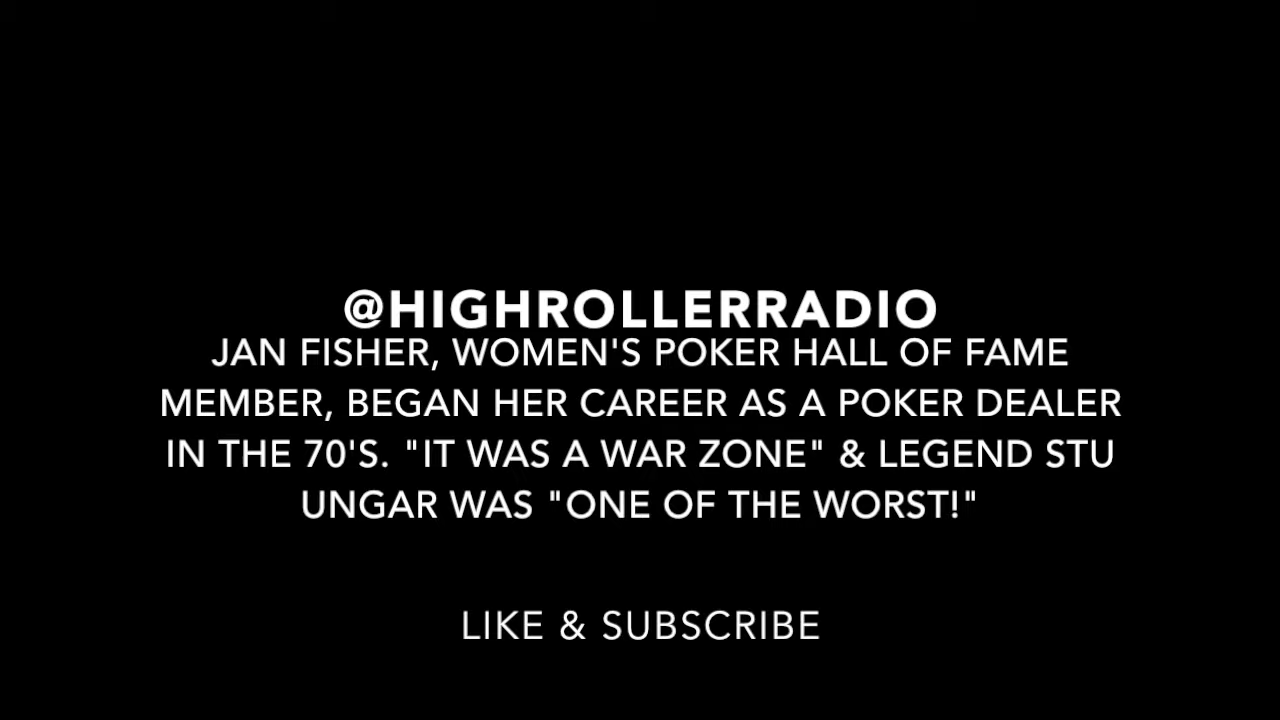 @HIGHROLLERRADIO
JAN FISHER, WOMEN'S POKER HALL OF FAME
MEMBER, BEGAN HER CAREER AS A POKER DEALER
IN THE 70'S. "IT WAS A WAR ZONE" & LEGEND STU
UNGAR WAS "ONE OF THE WORST!"
LIKE & SUBSCRIBE